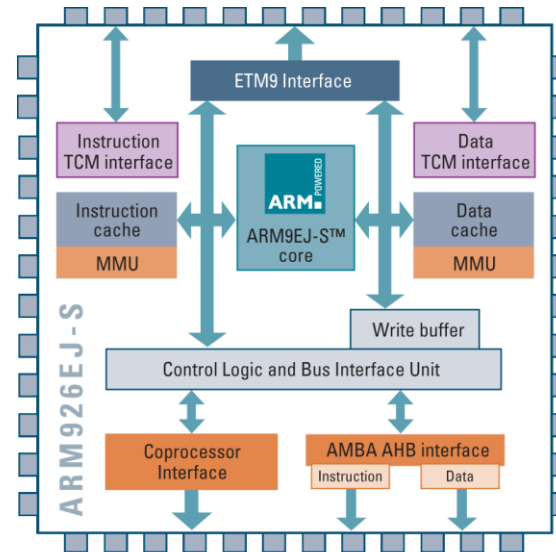 ETM9 Interface
Instruction
TCM interface
Data
TCM interface
ARM
POWERED
ARM9EJ-S™
core
Instruction
cache
MMU
Data
cache
MMU
Write buffer
Control Logic and Bus Interface Unit
Coprocessor
Interface
AMBA AHB interface
Instruction
Data
ARM926EJ-S